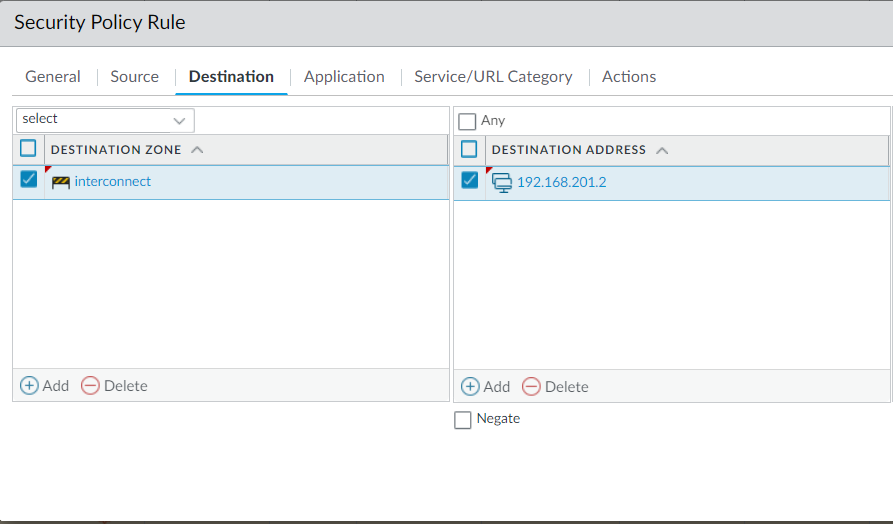 Security Policy Rule
General Source Destination Application Service/URL Category Actions
select
DESTINATION ZONE
interconnect
Add Delete
Any
DESTINATION ADDRESS
192.168.201.2
Add Delete
Negate